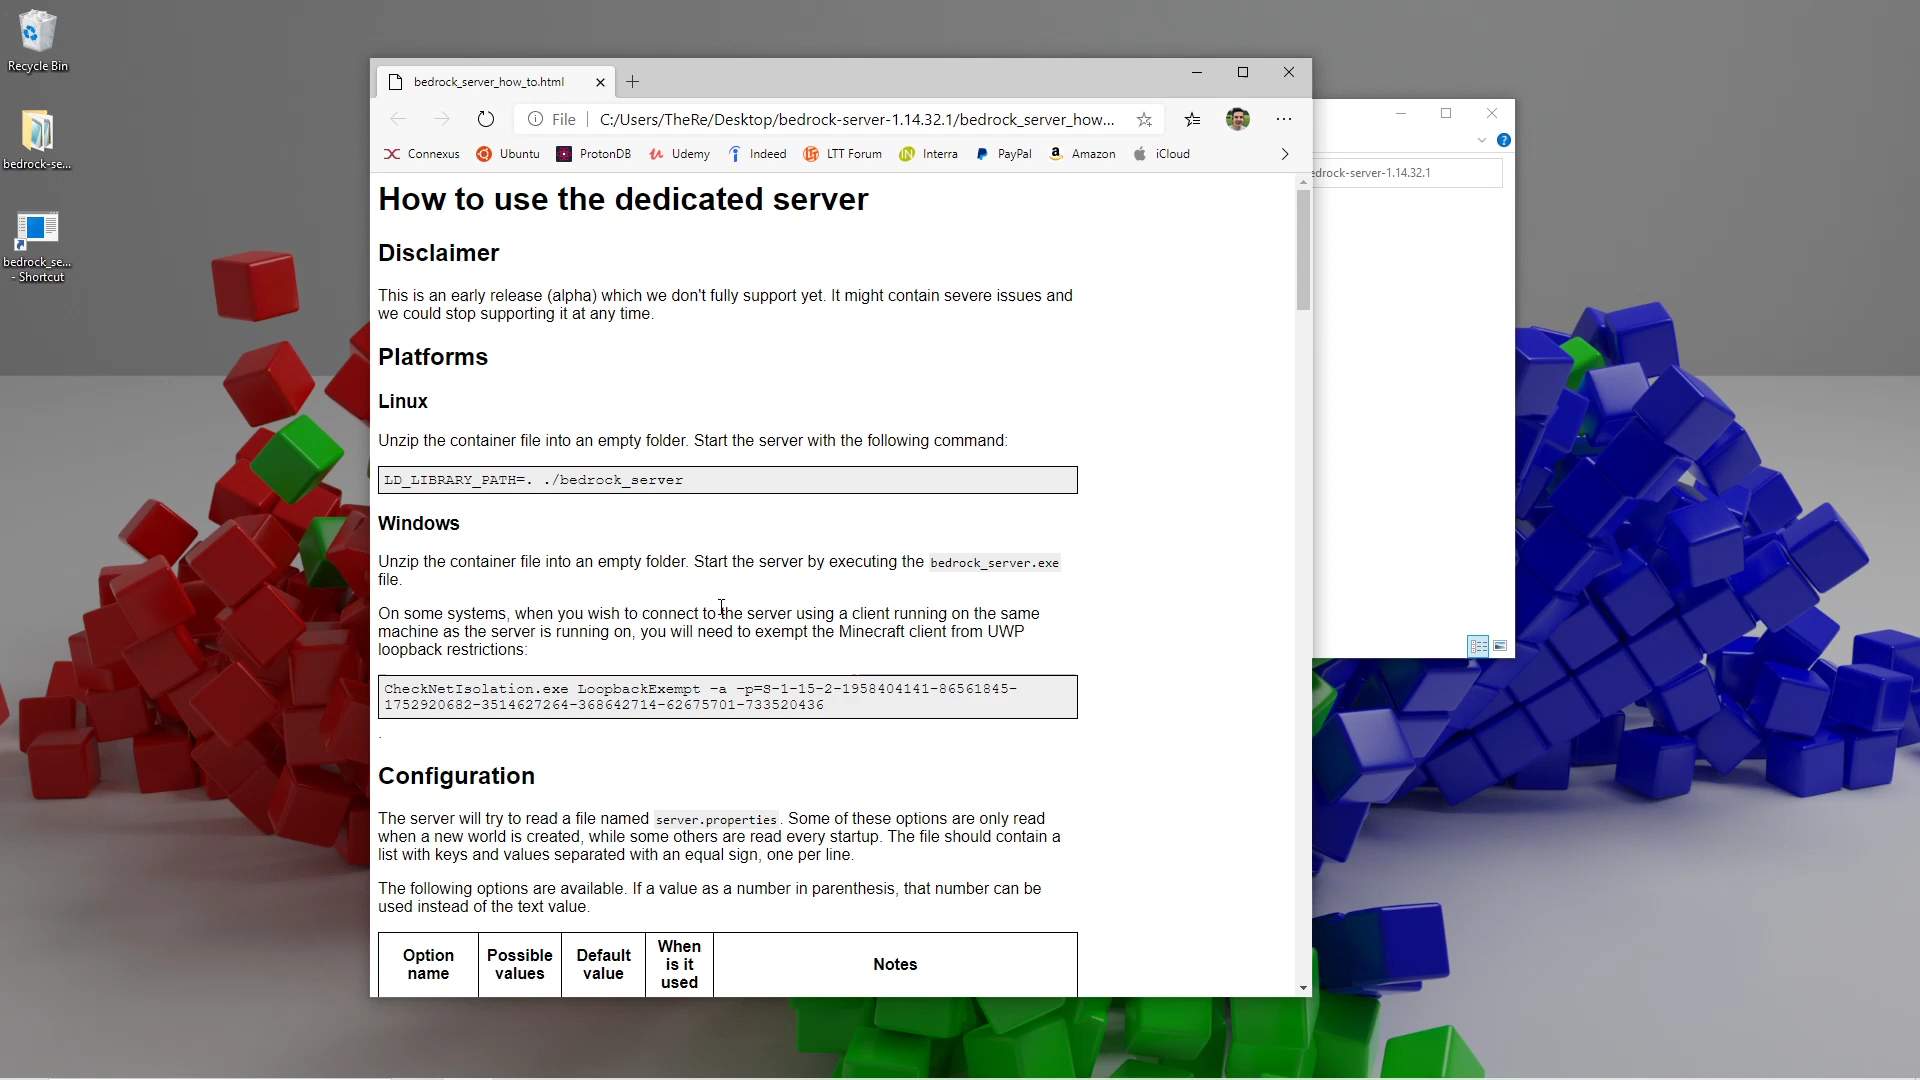 Recycle Bin
bedrock-se...
bedrock_se...
- Shortcut
bedrock_server_how_to.html
File
C:/Users/TheRe/Desktop/bedrock-server-1.14.32.1/bedrock_server_how...
Connexus Ubuntu ProtonDB Udemy Indeed LTT Forum Interra PayPal Amazon iCloud
edrock-server-1.14.32.1
How to use the dedicated server
Disclaimer
This is an early release (alpha) which we don't fully support yet. It might contain severe issues and
we could stop supporting it at any time.
Platforms
Linux
Unzip the container file into an empty folder. Start the server with the following command:
LD_LIBRARY_PATH=. ./bedrock_server
Windows
Unzip the container file into an empty folder. Start the server by executing the bedrock_server.exe
file.
On some systems, when you wish to connect to the server using a client running on the same
machine as the server is running on, you will need to exempt the Minecraft client from UWP
loopback restrictions:
CheckNetIsolation.exe LoopbackExempt -a -p=S-1-15-2-1958404141-86561845-
1752920682-3514627264-368642714-62675701-733520436
.
Configuration
The server will try to read a file named server.properties. Some of these options are only read
when a new world is created, while some others are read every startup. The file should contain a
list with keys and values separated with an equal sign, one per line.
The following options are available. If a value as a number in parenthesis, that number can be
used instead of the text value.
Option
name
Possible
values
Default
value
When
is it
used
Notes